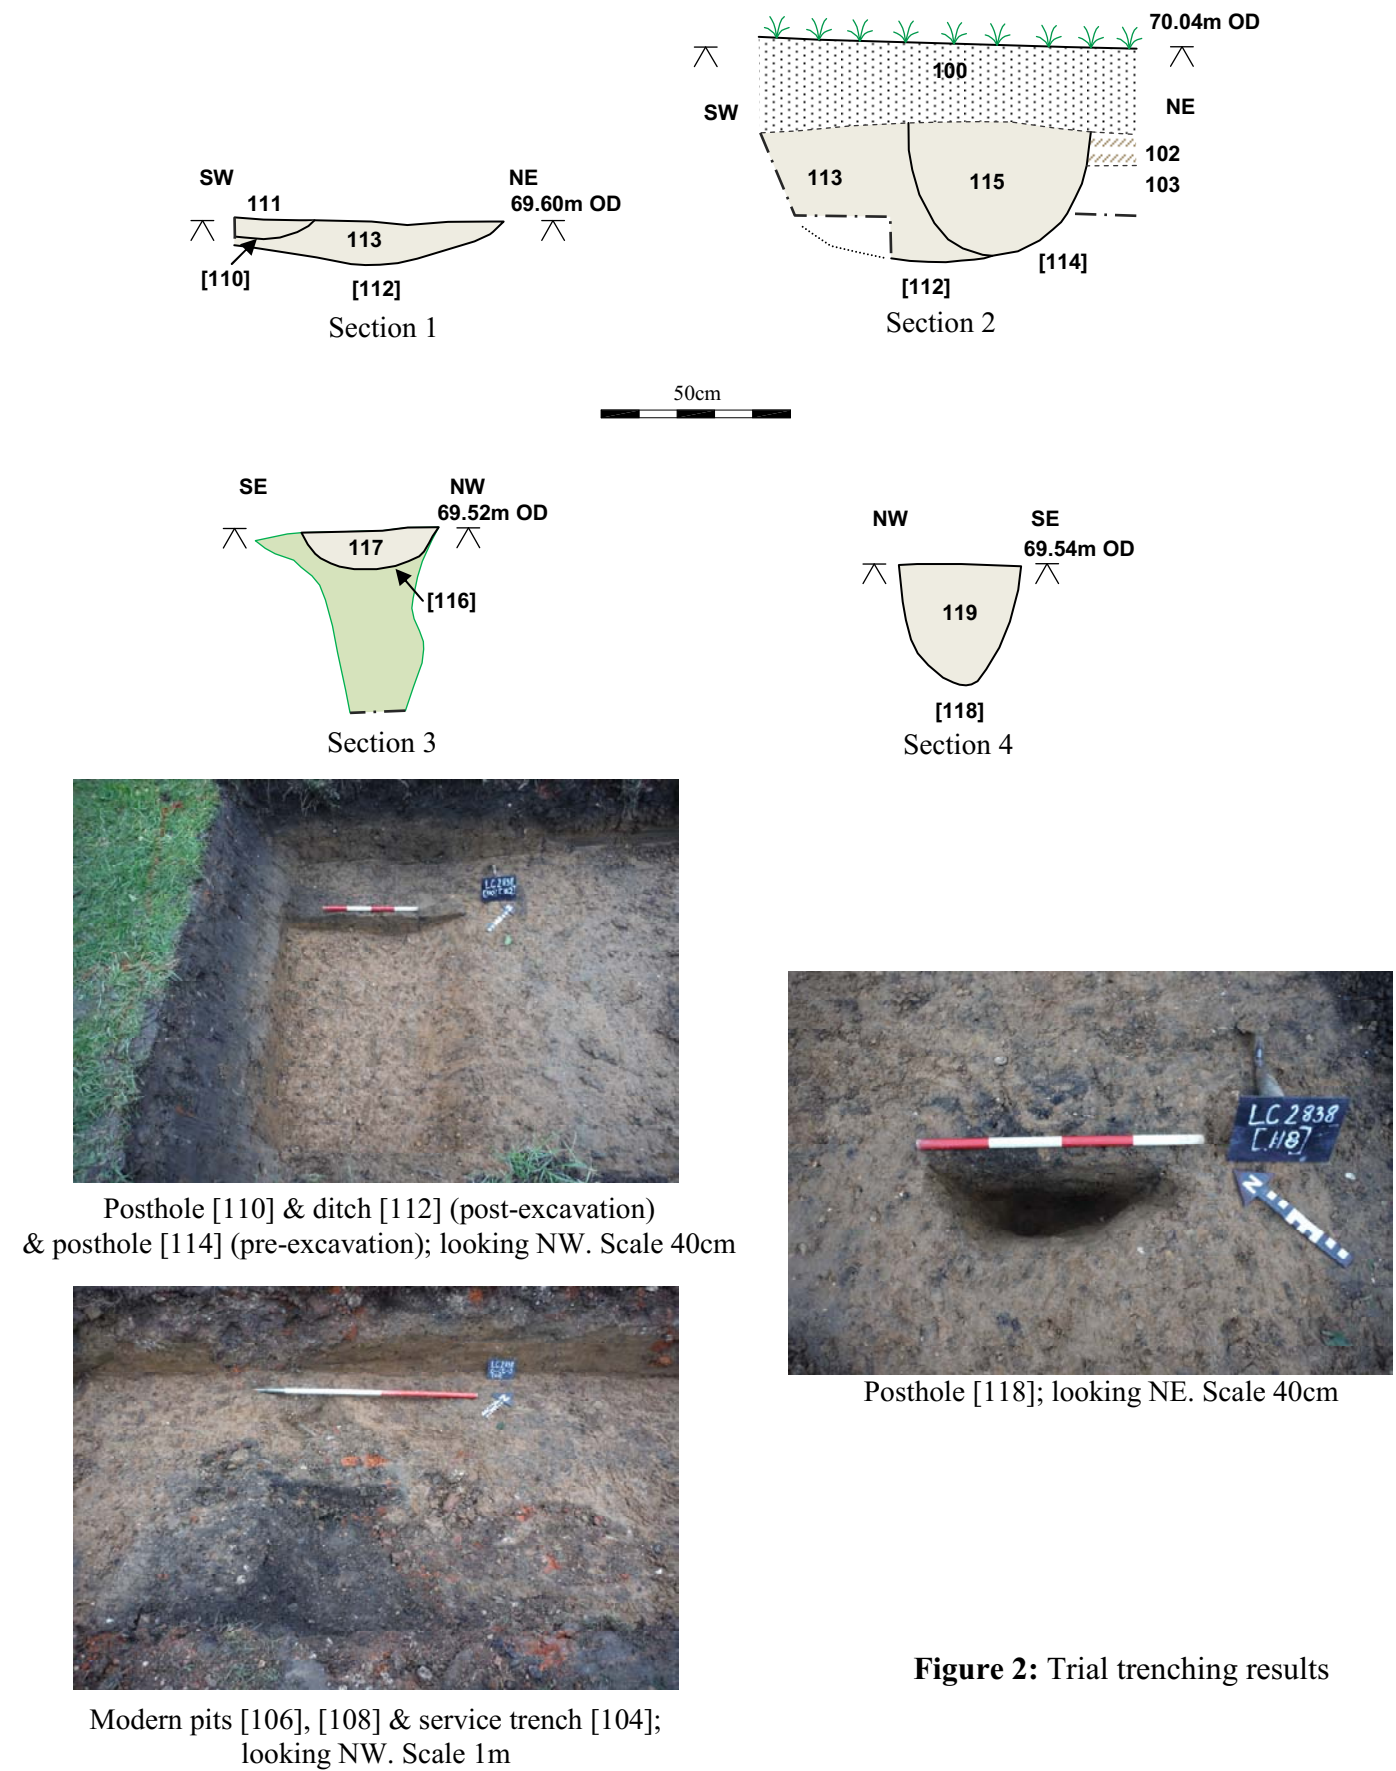 70.04m OD
100
SW
NE
102
103
113
115
[114]
[112]
Section 2
SW
NE
111
69.60m OD
113
[110]
[112]
Section 1
50cm
SE
NW
69.52m OD
117
[116]
Section 3
NW
SE
69.54m OD
119
[118]
Section 4
Posthole [110] & ditch [112] (post-excavation)
& posthole [114] (pre-excavation); looking NW. Scale 40cm
LC2838
[118]
N
Posthole [118]; looking NE. Scale 40cm
Modern pits [106], [108] & service trench [104];
looking NW. Scale 1m
Figure 2: Trial trenching results